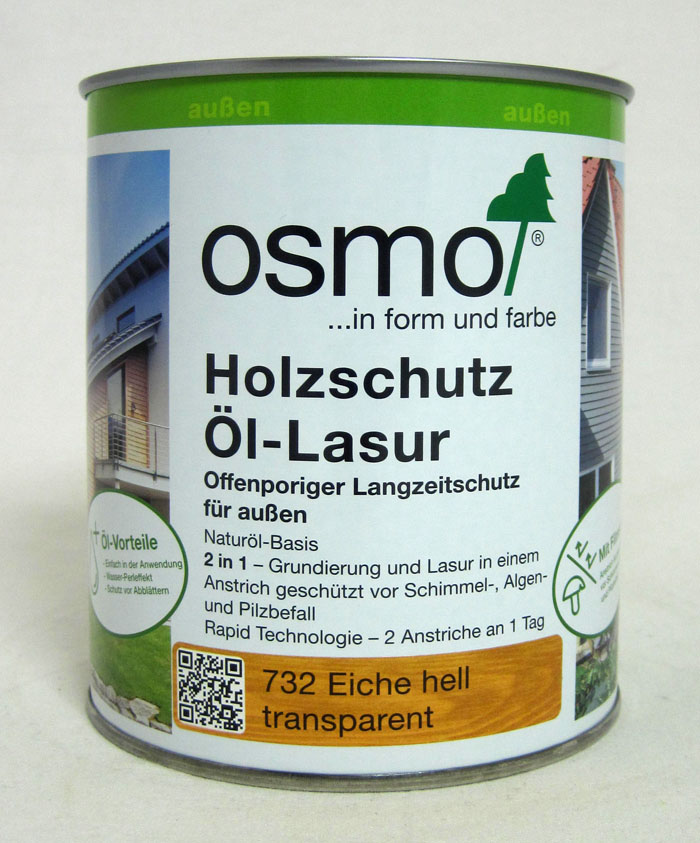 außen
außen
osmo®
...in form und farbe
Holzschutz
Öl-Lasur
Offenporiger Langzeitschutz
für außen
Naturöl-Basis
2 in 1 – Grundierung und Lasur in einem
Anstrich geschützt vor Schimmel-, Algen-
und Pilzbefall
Rapid Technologie – 2 Anstriche an 1 Tag
Öl-Vorteile
- Einfach in der Anwendung
- Wasser-Perleffekt
- Schutz vor Abblättern
Mit
732 Eiche hell
transparent